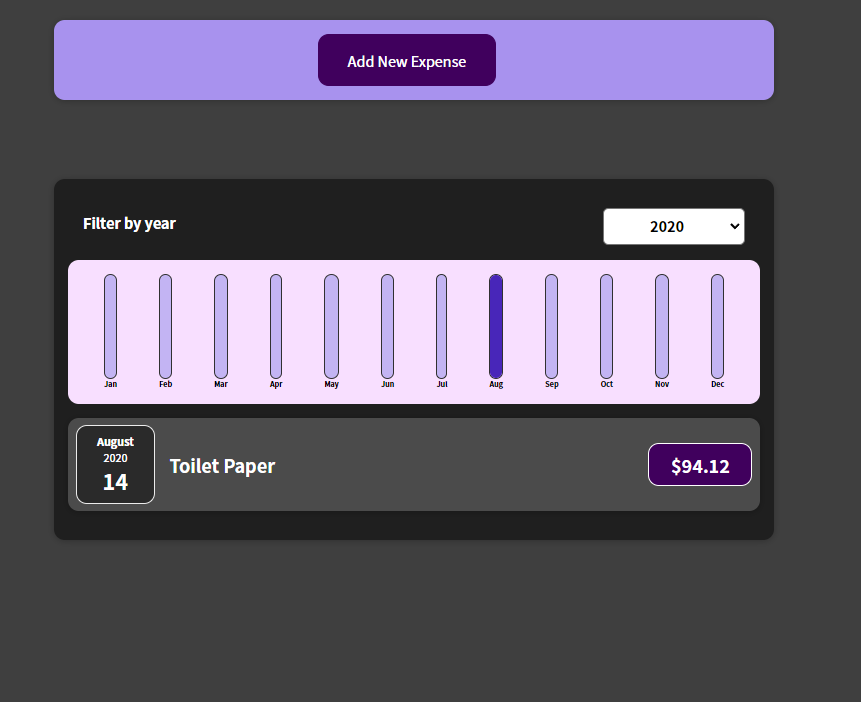 Add New Expense
Filter by year
2020
Jan Feb Mar Apr May Jun Jul Aug Sep Oct Nov Dec
August
2020
14
Toilet Paper
$94.12